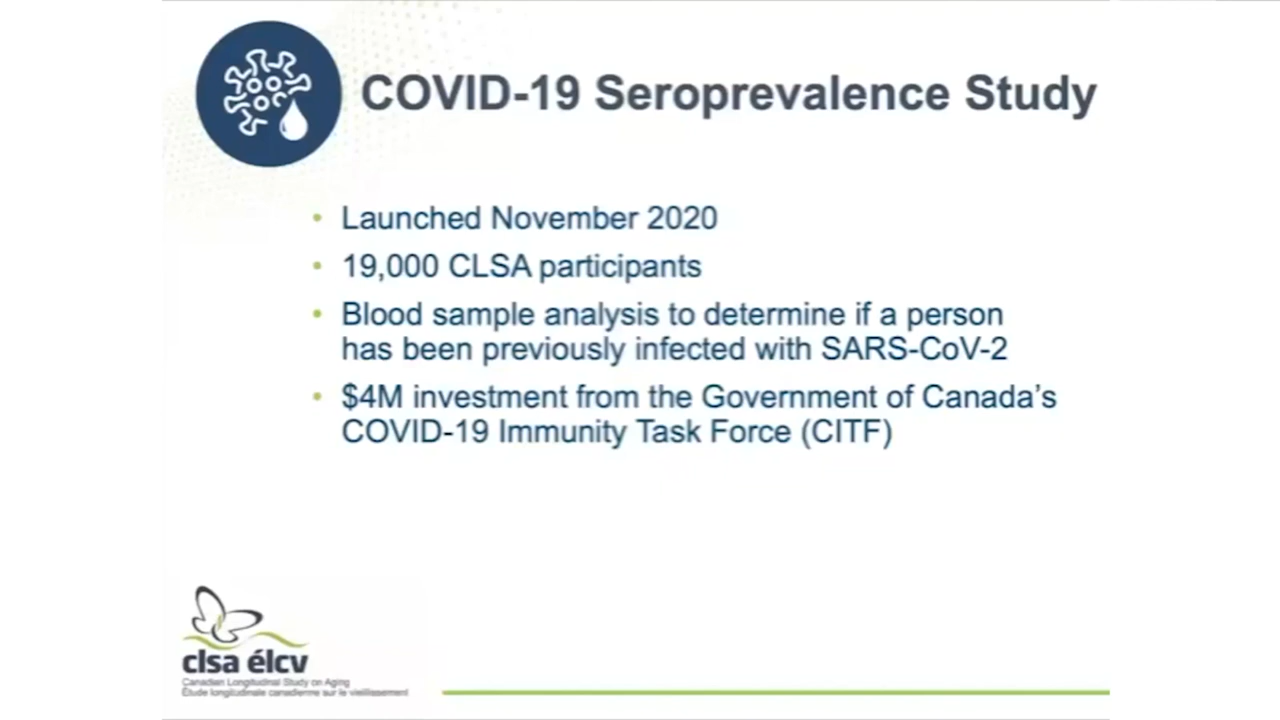 COVID-19 Seroprevalence Study
• Launched November 2020
• 19,000 CLSA participants
• Blood sample analysis to determine if a person
has been previously infected with SARS-CoV-2
• $4M investment from the Government of Canada’s
COVID-19 Immunity Task Force (CITF)
clsa élcv
Canadian Longitudinal Study on Aging
Étude longitudinale canadienne sur le vieillissement